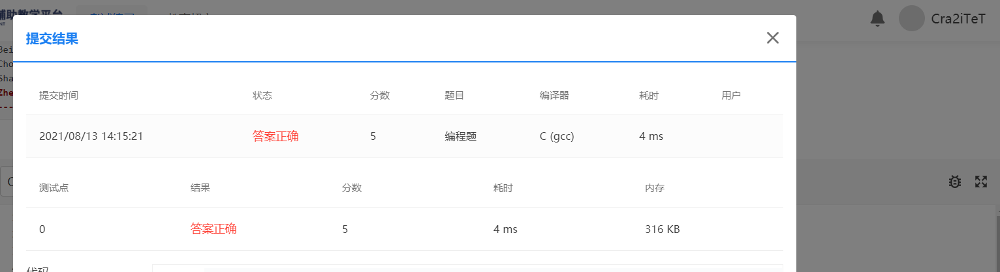 辅助教学平台
Cra2iTeT
提交结果
Bei
Cho
Sha
Zhe
提交时间 状态 分数 题目 编译器 耗时 用户
2021/08/13 14:15:21 答案正确 5 编程题 C (gcc) 4 ms
测试点 结果 分数 耗时 内存
0 答案正确 5 4 ms 316 KB
代码